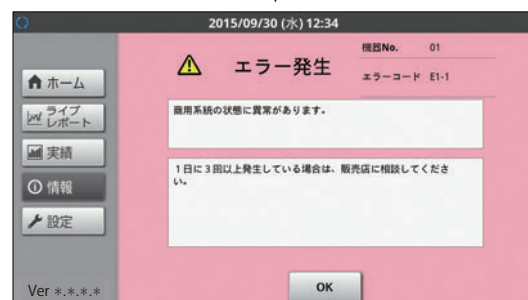 2015/09/30 (水) 12:34
ホーム
ライブ
レポート
実績
情報
設定
Ver *.*.*.*
エラー発生
機器No. 01
エラーコード E1-1
商用系統の状態に異常があります。
1日に3回以上発生している場合は、販売店に相談してくださ
い。
OK